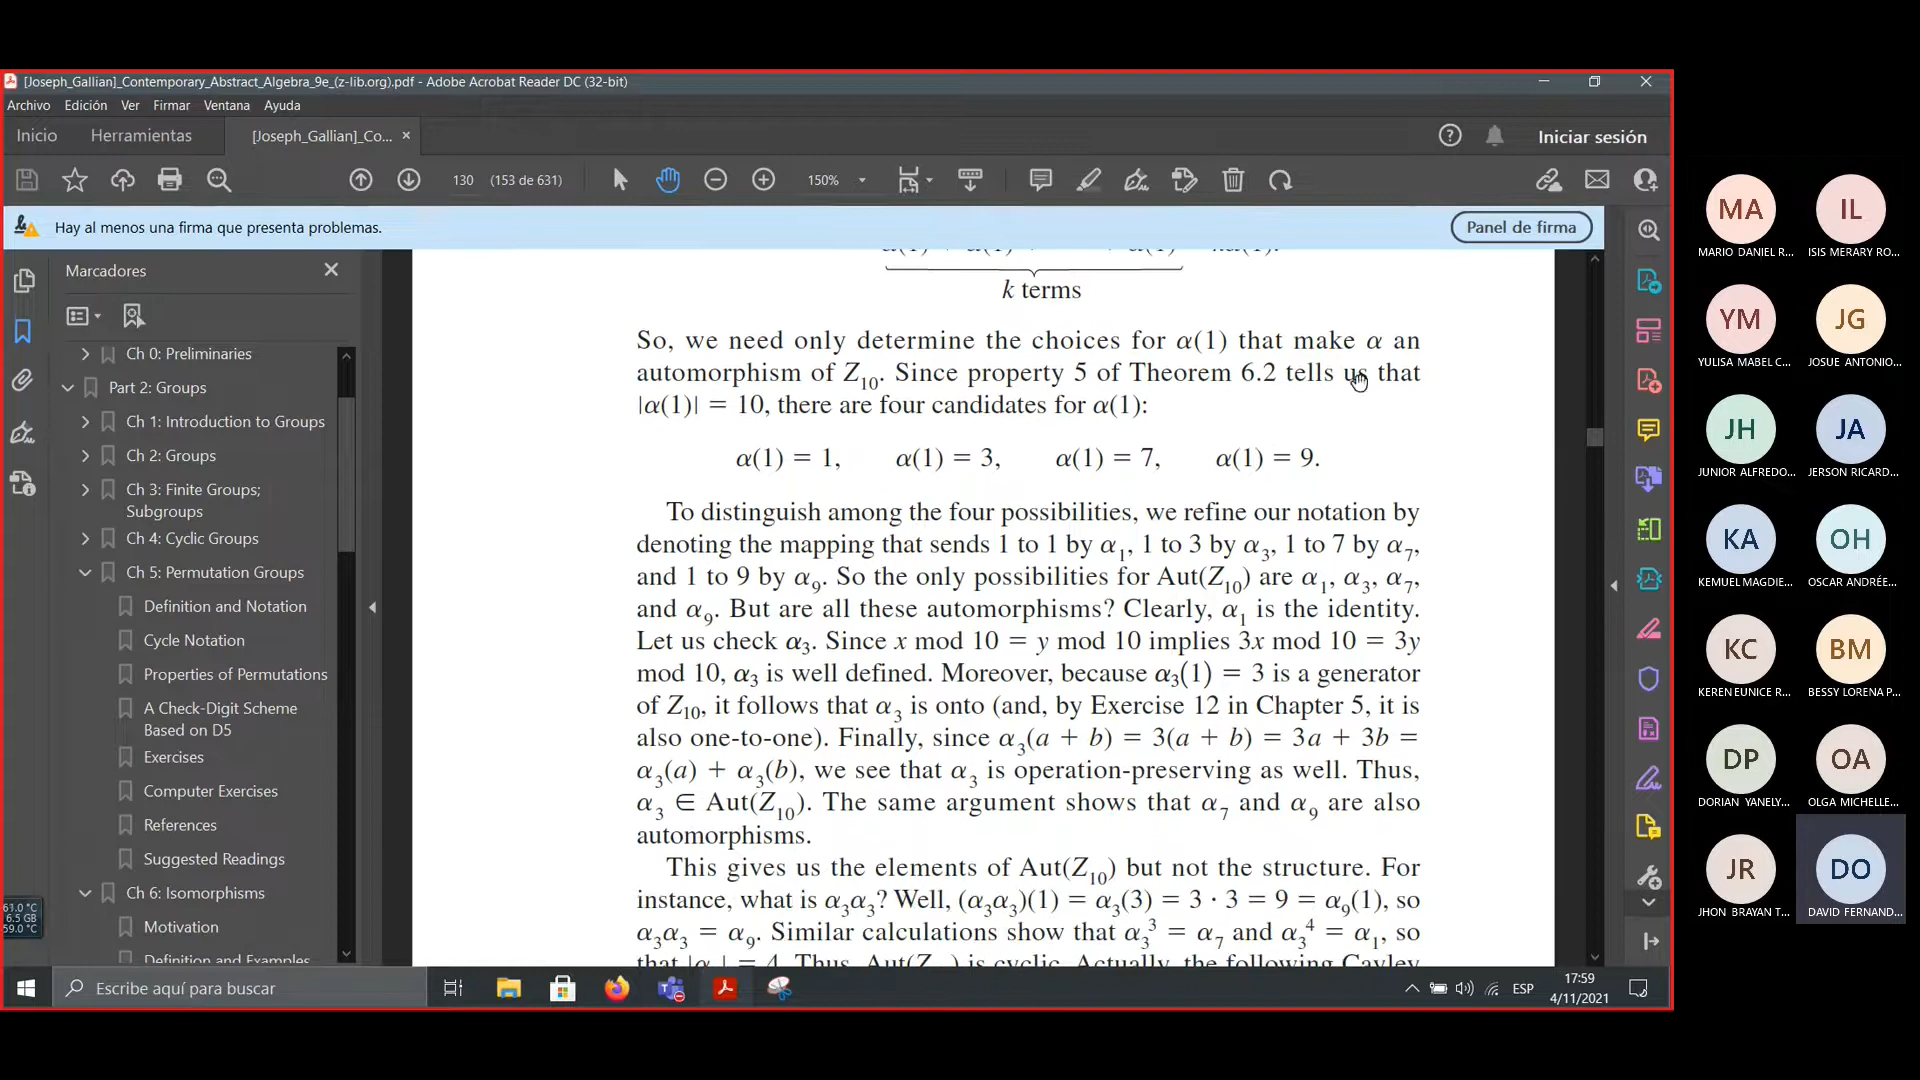 [Joseph_Gallian]_Contemporary_Abstract_Algebra_9e_(z-lib.org).pdf - Adobe Acrobat Reader DC (32-bit)
Archivo Edición Ver Firmar Ventana Ayuda
Inicio Herramientas [Joseph_Gallian]_Co... × Iniciar sesión
130 (153 de 631) 150%
Hay al menos una firma que presenta problemas. Panel de firma
Marcadores
Ch 0: Preliminaries
Part 2: Groups
Ch 1: Introduction to Groups
Ch 2: Groups
Ch 3: Finite Groups;
Subgroups
Ch 4: Cyclic Groups
Ch 5: Permutation Groups
Definition and Notation
Cycle Notation
Properties of Permutations
A Check-Digit Scheme
Based on D5
Exercises
Computer Exercises
References
Suggested Readings
Ch 6: Isomorphisms
Motivation
Definition and Examples
k terms
So, we need only determine the choices for α(1) that make α an
automorphism of Z₁₀. Since property 5 of Theorem 6.2 tells us that
|α(1)| = 10, there are four candidates for α(1):
α(1) = 1, α(1) = 3, α(1) = 7, α(1) = 9.
To distinguish among the four possibilities, we refine our notation by
denoting the mapping that sends 1 to 1 by α₁, 1 to 3 by α₃, 1 to 7 by α₇,
and 1 to 9 by α₉. So the only possibilities for Aut(Z₁₀) are α₁, α₃, α₇,
and α₉. But are all these automorphisms? Clearly, α₁ is the identity.
Let us check α₃. Since x mod 10 = y mod 10 implies 3x mod 10 = 3y
mod 10, α₃ is well defined. Moreover, because α₃(1) = 3 is a generator
of Z₁₀, it follows that α₃ is onto (and, by Exercise 12 in Chapter 5, it is
also one-to-one). Finally, since α₃(a + b) = 3(a + b) = 3a + 3b =
α₃(a) + α₃(b), we see that α₃ is operation-preserving as well. Thus,
α₃ ∈ Aut(Z₁₀). The same argument shows that α₇ and α₉ are also
automorphisms.
This gives us the elements of Aut(Z₁₀) but not the structure. For
instance, what is α₃α₃? Well, (α₃α₃)(1) = α₃(3) = 3 · 3 = 9 = α₉(1), so
α₃α₃ = α₉. Similar calculations show that α₃³ = α₇ and α₃⁴ = α₁, so
= 4. Thus, Aut(Z ) is cyclic. Actually, the following Cayley
61.0 °C
6.5 GB
59.0 °C
Escribe aquí para buscar
ESP
17:59
4/11/2021
MA IL
MARIO DANIEL R... ISIS MERARY RO...
YM JG
YULISA MABEL C... JOSUE ANTONIO...
JH JA
JUNIOR ALFREDO... JERSON RICARD...
KA OH
KEMUEL MAGDIE... OSCAR ANDRÉE...
KC BM
KEREN EUNICE R... BESSY LORENA P...
DP OA
DORIAN YANELY... OLGA MICHELLE...
JR DO
JHON BRAYAN T... DAVID FERNAND...